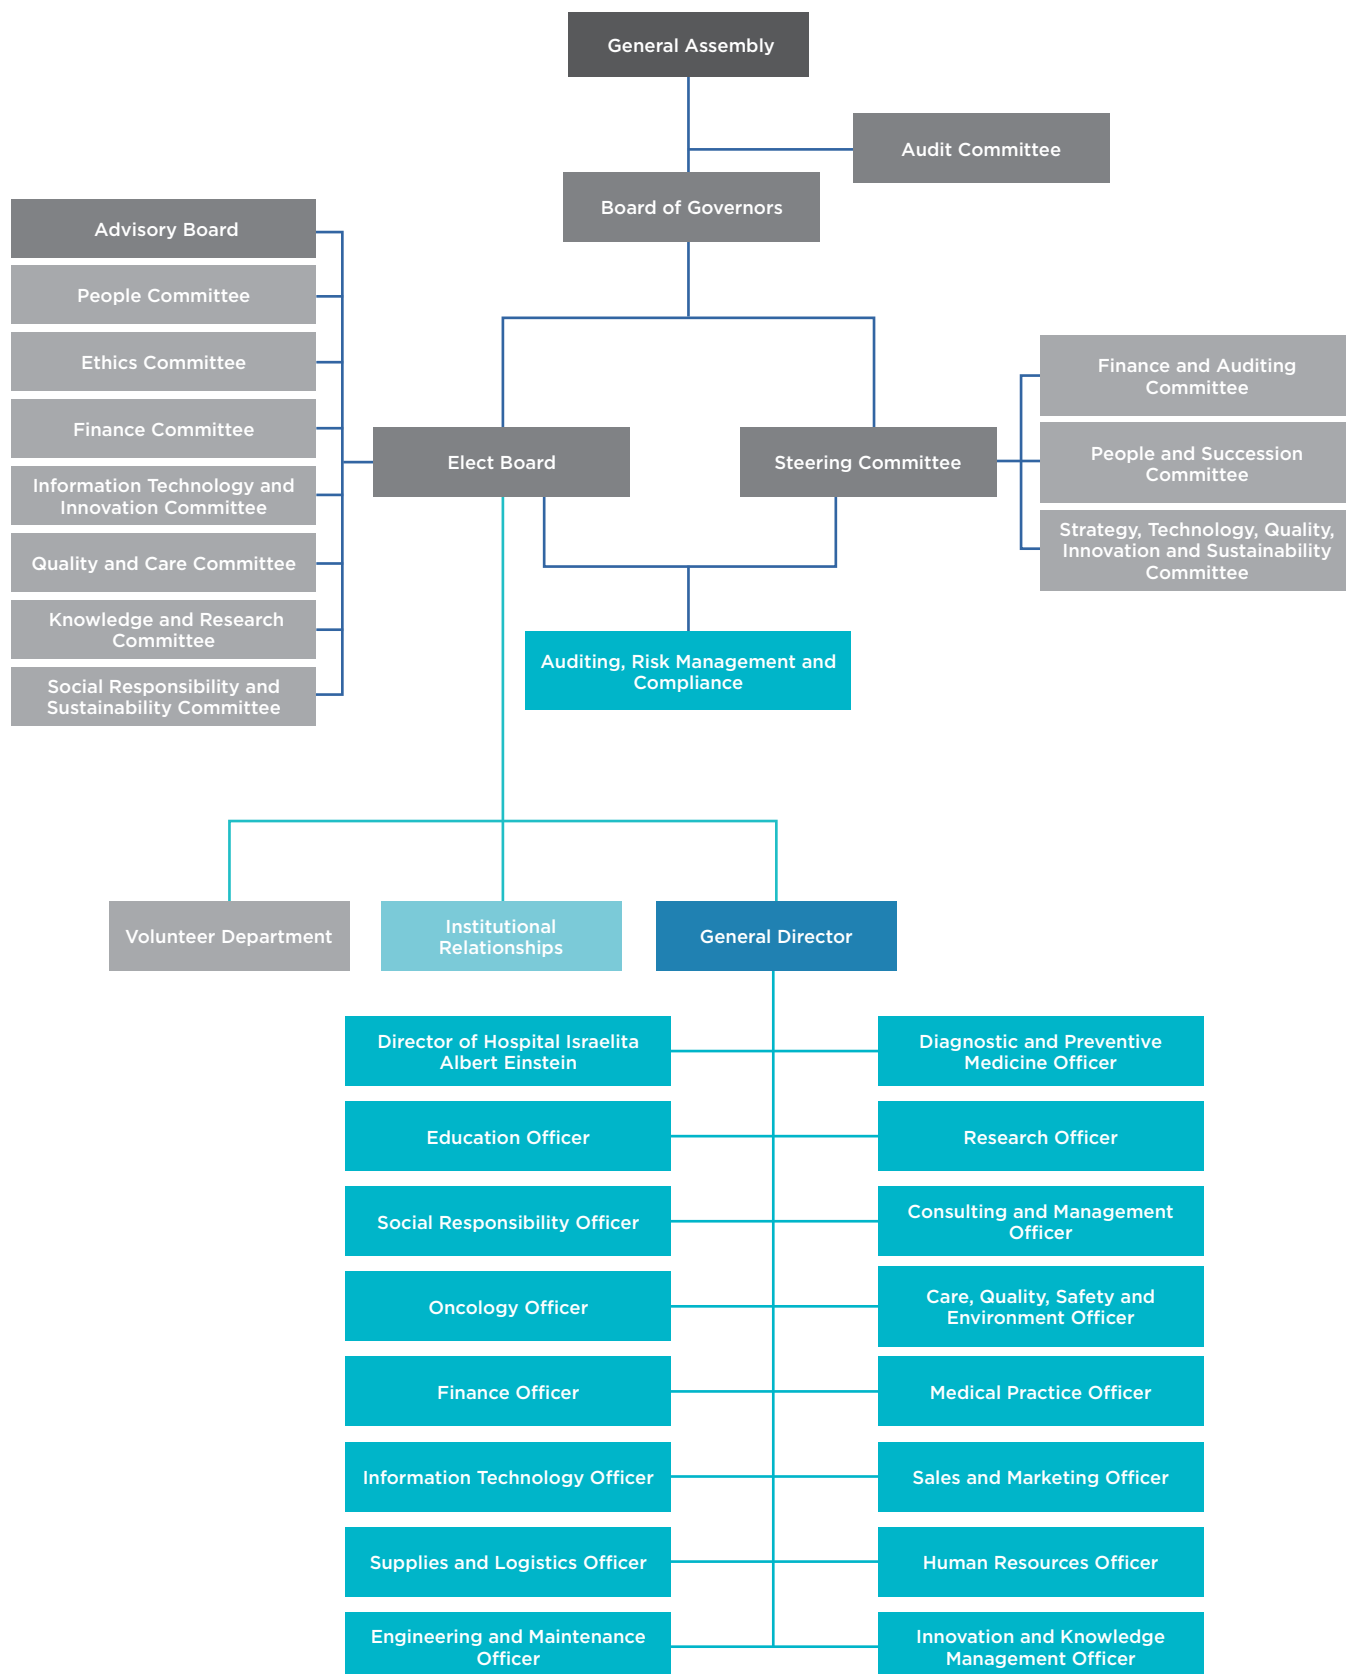 General Assembly
Audit Committee
Board of Governors
Advisory Board
People Committee
Ethics Committee
Finance Committee
Information Technology and
Innovation Committee
Quality and Care Committee
Knowledge and Research
Committee
Social Responsibility and
Sustainability Committee
Elect Board
Steering Committee
Finance and Auditing
Committee
People and Succession
Committee
Strategy, Technology, Quality,
Innovation and Sustainability
Committee
Auditing, Risk Management and
Compliance
Volunteer Department
Institutional
Relationships
General Director
Director of Hospital Israelita
Albert Einstein
Diagnostic and Preventive
Medicine Officer
Education Officer
Research Officer
Social Responsibility Officer
Consulting and Management
Officer
Oncology Officer
Care, Quality, Safety and
Environment Officer
Finance Officer
Medical Practice Officer
Information Technology Officer
Sales and Marketing Officer
Supplies and Logistics Officer
Human Resources Officer
Engineering and Maintenance
Officer
Innovation and Knowledge
Management Officer